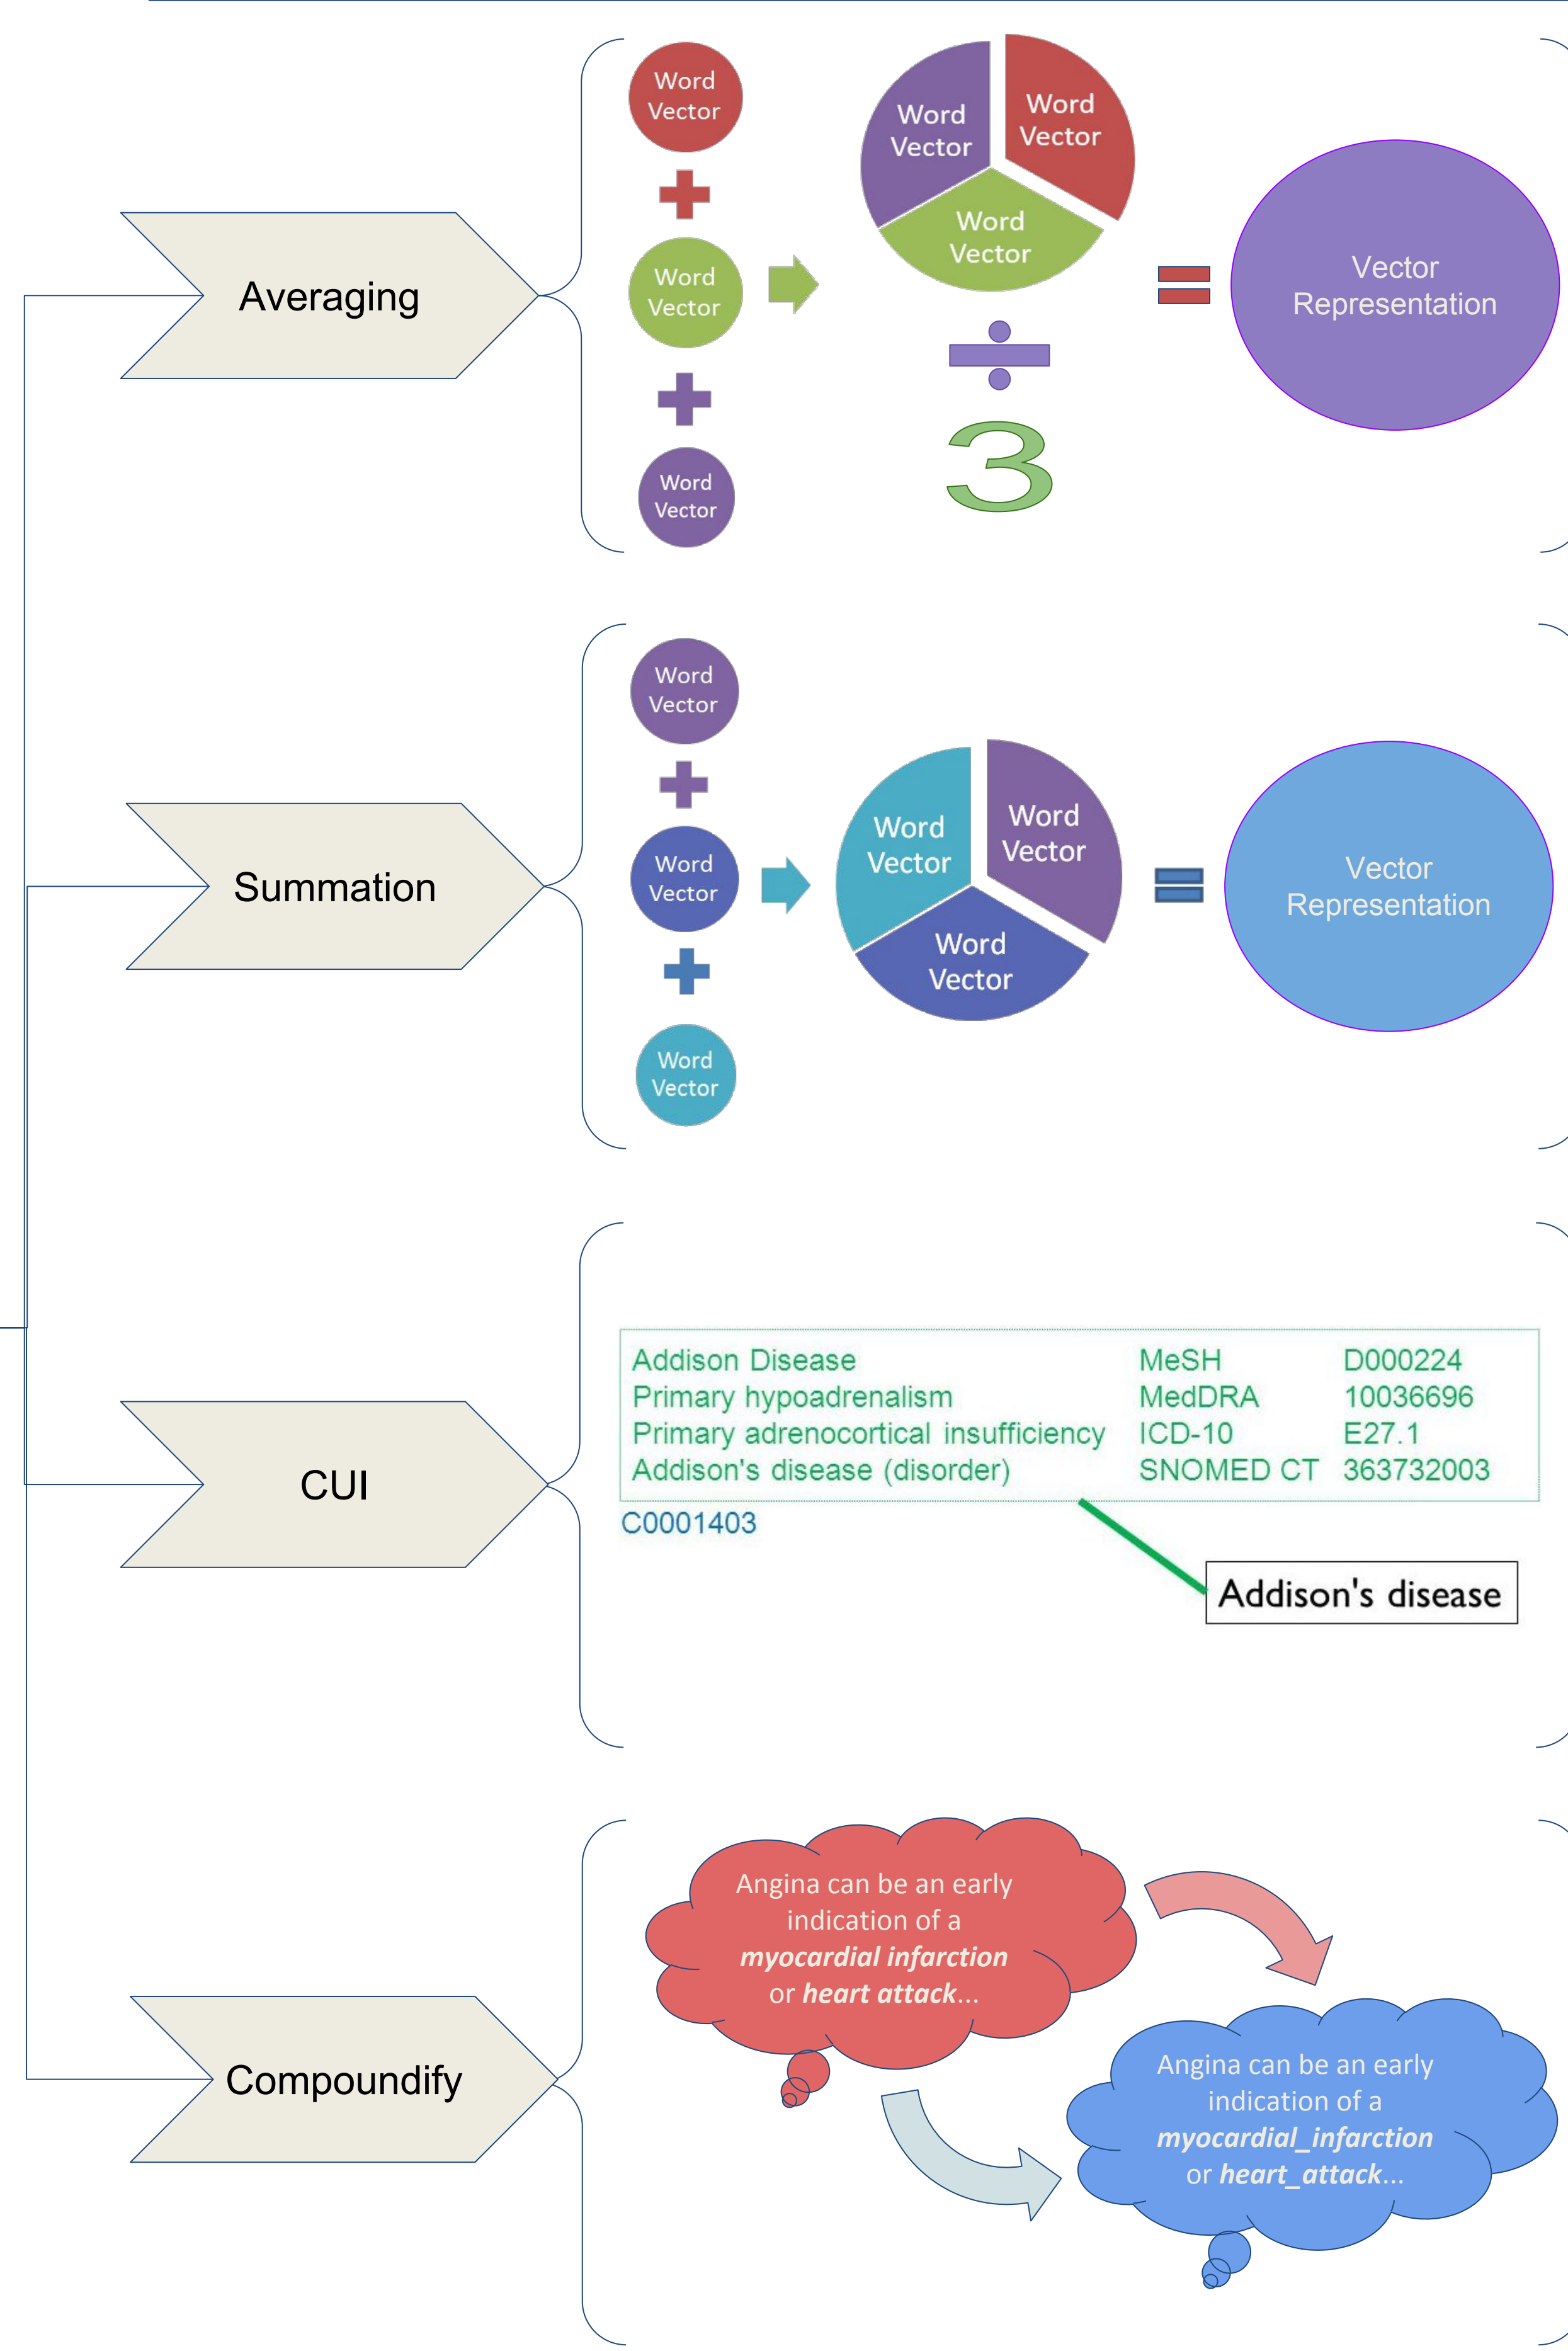 Averaging
Word
Vector
Word
Vector
Word
Vector
Word
Vector
Word
Vector
Word
Vector
3
Vector
Representation
Summation
Word
Vector
Word
Vector
Word
Vector
Word
Vector
Word
Vector
Word
Vector
Vector
Representation
CUI
Addison Disease MeSH D000224
Primary hypoadrenalism MedDRA 10036696
Primary adrenocortical insufficiency ICD-10 E27.1
Addison's disease (disorder) SNOMED CT 363732003
C0001403
Addison's disease
Compoundify
Angina can be an early
indication of a
myocardial infarction
or heart attack...
Angina can be an early
indication of a
myocardial_infarction
or heart_attack...